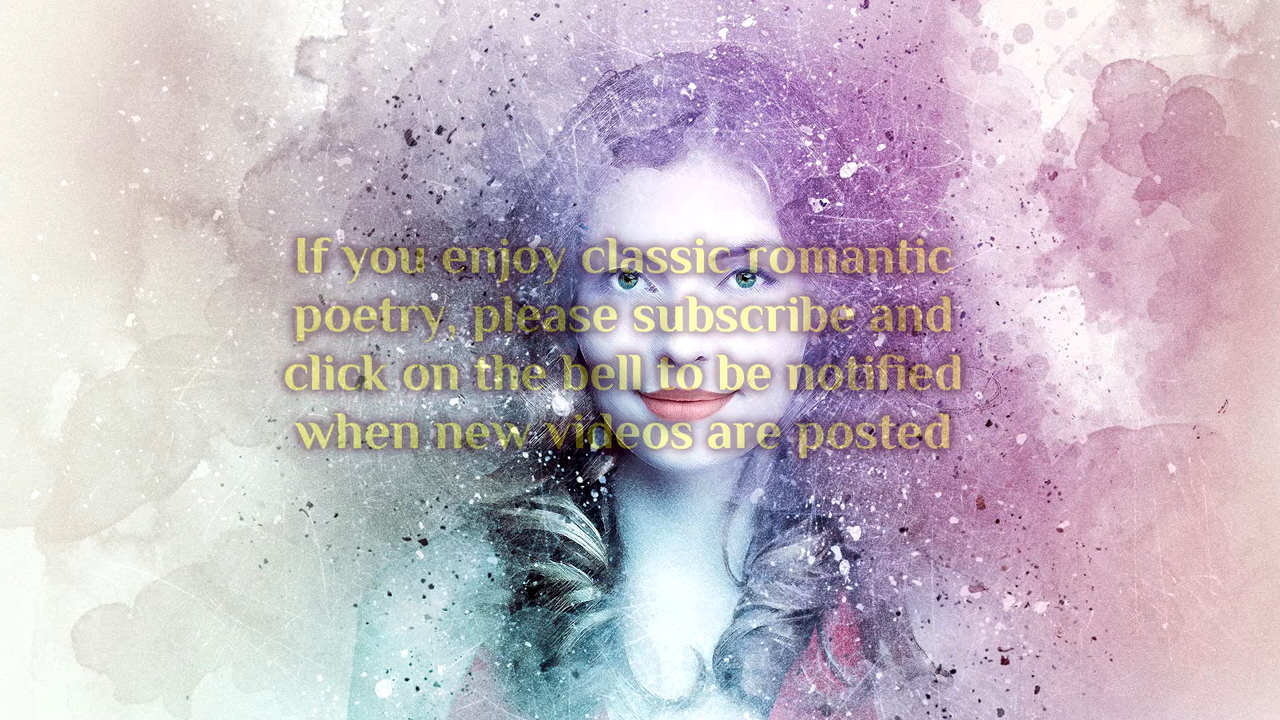 If you enjoy classic romantic
poetry, please subscribe and
click on the bell to be notified
when new videos are posted